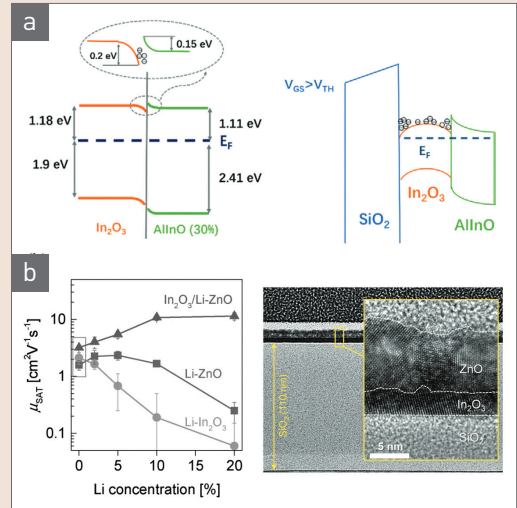 a
0.2 eV
0.15 eV
1.18 eV
1.11 eV
E_F
1.9 eV
2.41 eV
In₂O₃
AlInO (30%)
V_GS>V_TH
E_F
SiO₂
In₂O₃
AlInO
b
μ_SAT [cm²V⁻¹s⁻¹]
10
1
0.1
In₂O₃/Li-ZnO
Li-ZnO
Li-In₂O₃
0 5 10 15 20
Li concentration [%]
SiO₂ (110 nm)
ZnO
In₂O₃
SiO₂
5 nm